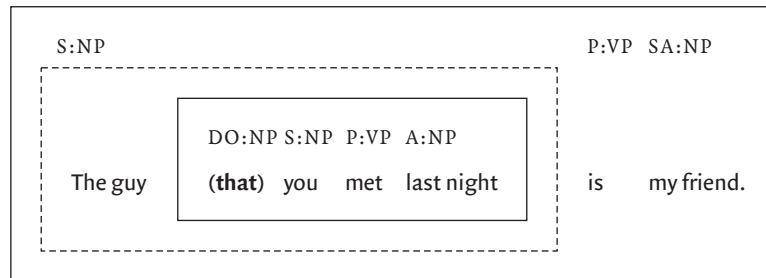 S:NP P:VP SA:NP
DO:NP S:NP P:VP A:NP
The guy (that) you met last night is my friend.